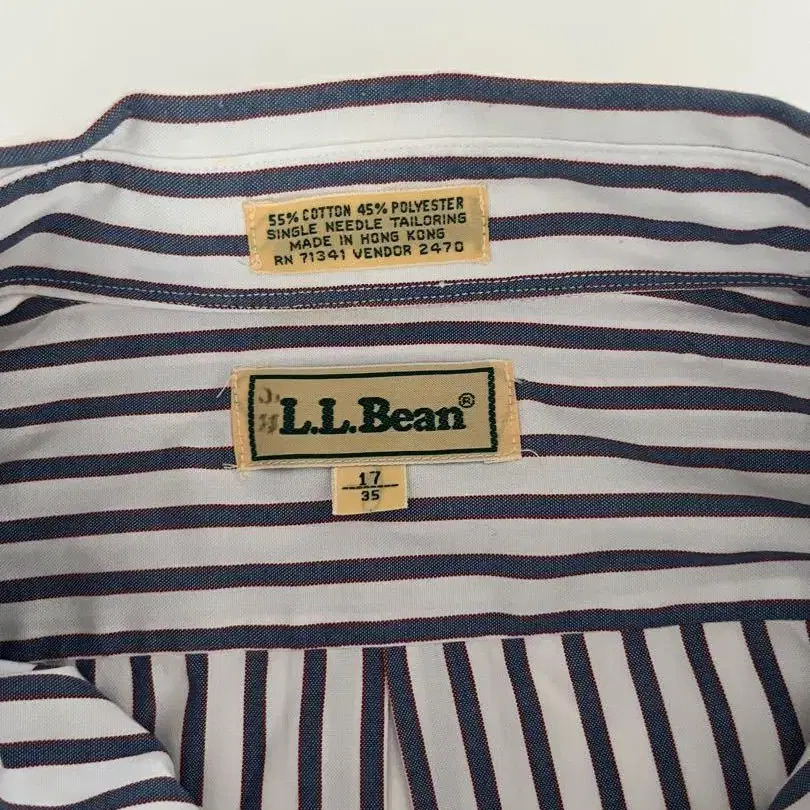 55% COTTON 45% POLYESTER
SINGLE NEEDLE TAILORING
MADE IN HONG KONG
RN 71341 VENDOR 2470
L.L.Bean®
17
35